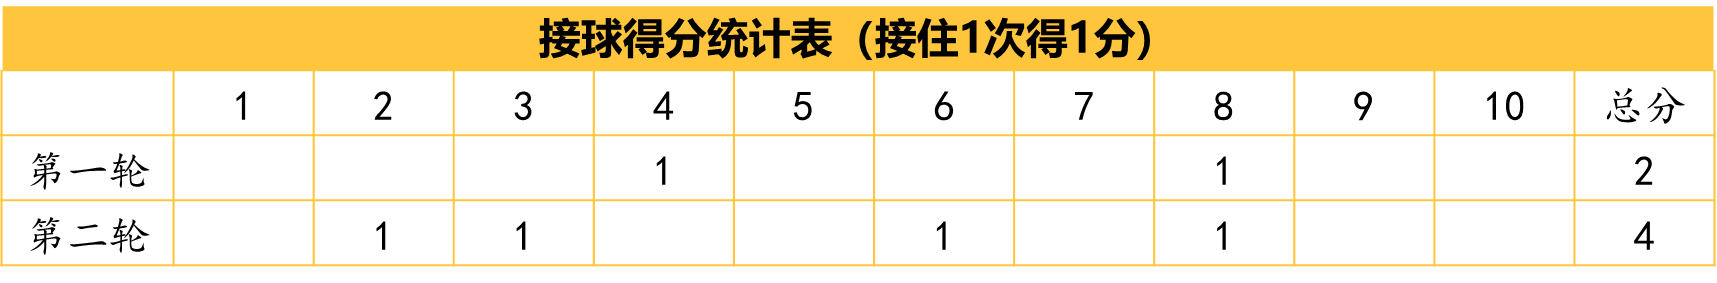 接球得分统计表（接住1次得1分）
1 2 3 4 5 6 7 8 9 10 总分
第一轮 1 1 2
第二轮 1 1 1 1 4